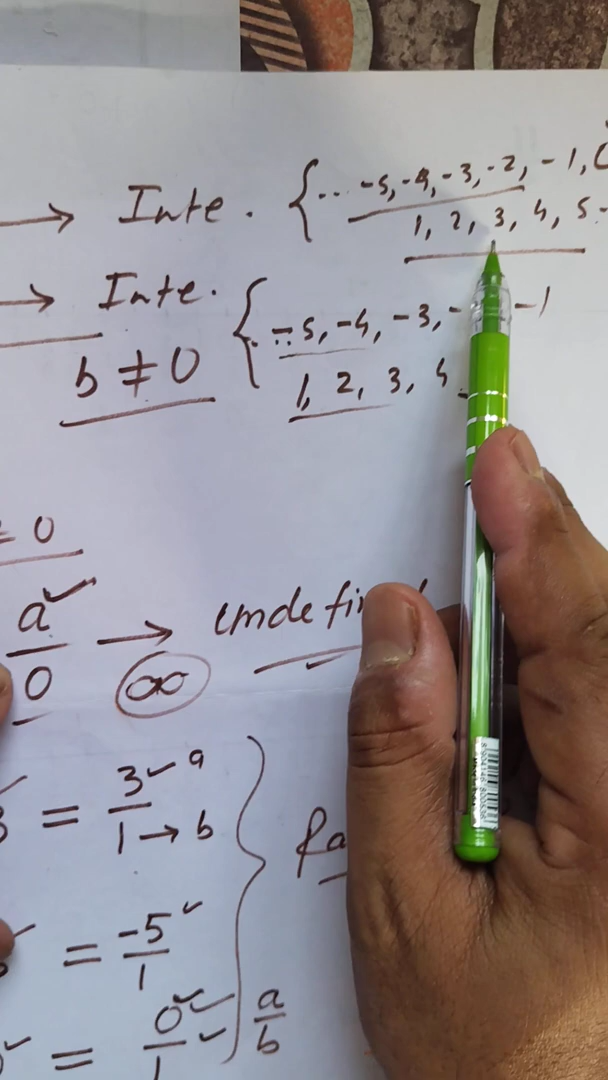 → Inte. { ... -5, -4, -3, -2, -1, 0
1, 2, 3, 4, 5 -
→ Inte. { ... -5, -4, -3, - -1
b ≠ 0 1, 2, 3, 4
= 0
a/0 → undefi
∞
= 3/1 a → b
= -5/1
= 0/1 a/b